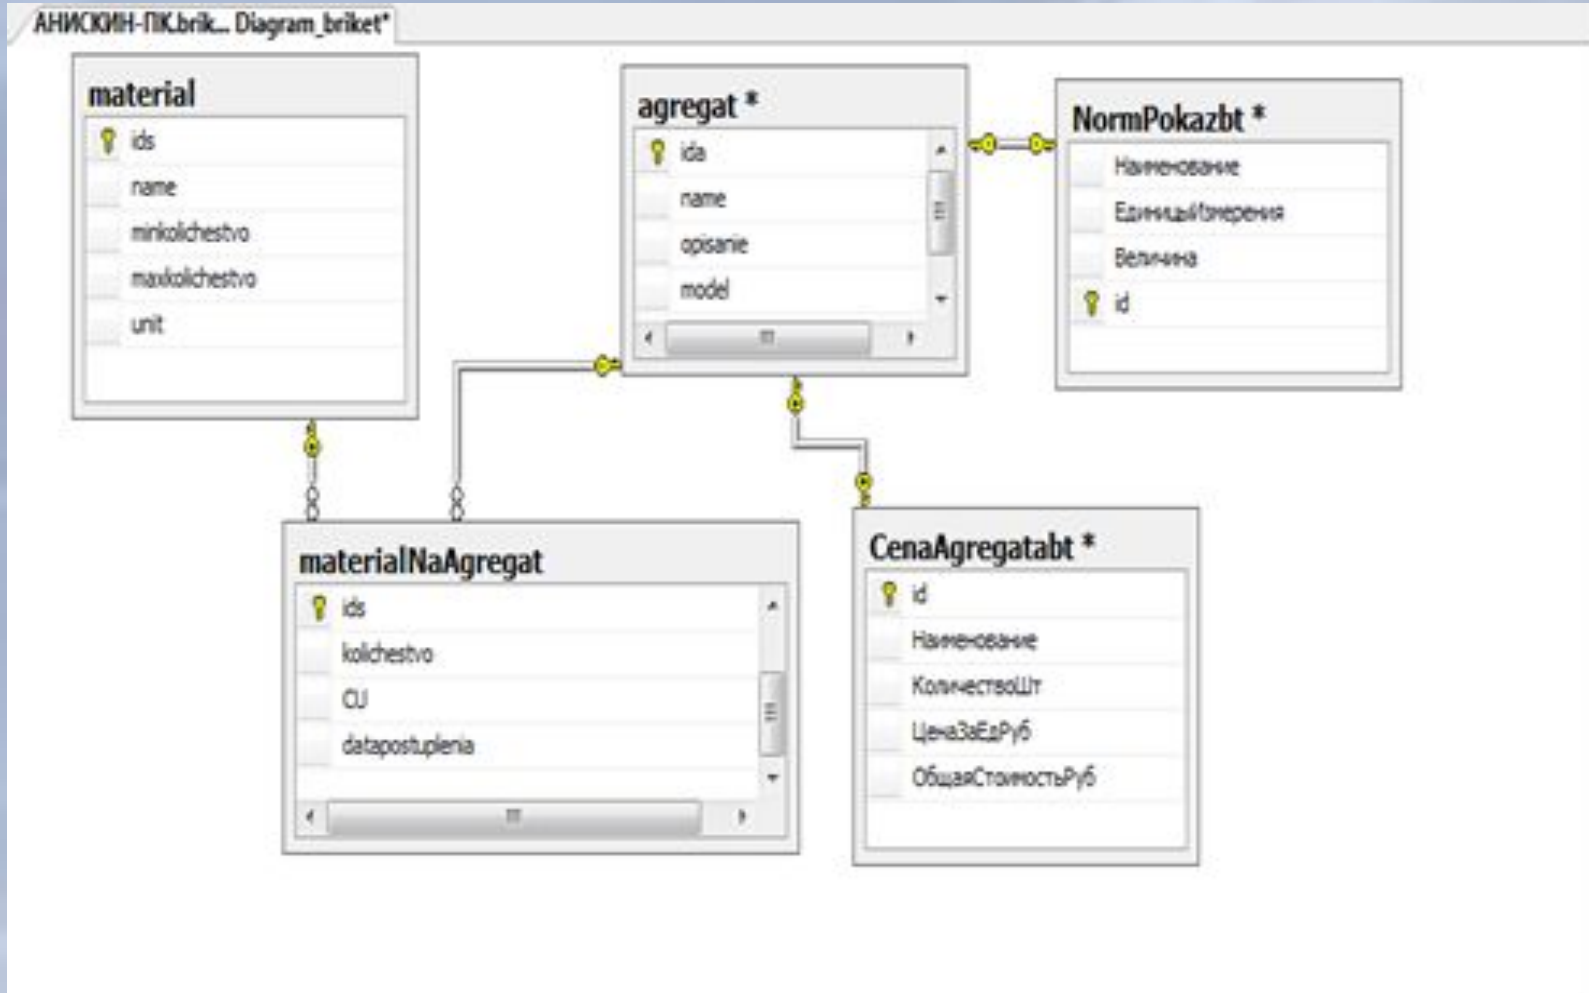 АНИСКИН-ПК.brik... Diagram_briket*
material
ids
name
minkolichestvo
maxkolichestvo
unit
agregat *
ida
name
opisanie
model
NormPokazbt *
Наименование
ЕдиницыИзмерения
Величина
id
materialNaAgregat
ids
kolichestvo
CU
datapostuplenia
CenaAgregatabt *
id
Наименование
КоличествоШт
ЦенаЗаЕдРуб
ОбщаяСтоимостьРуб